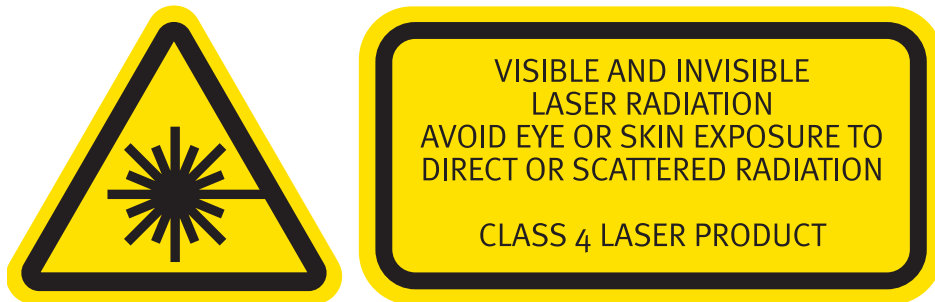 VISIBLE AND INVISIBLE
LASER RADIATION
AVOID EYE OR SKIN EXPOSURE TO
DIRECT OR SCATTERED RADIATION
CLASS 4 LASER PRODUCT